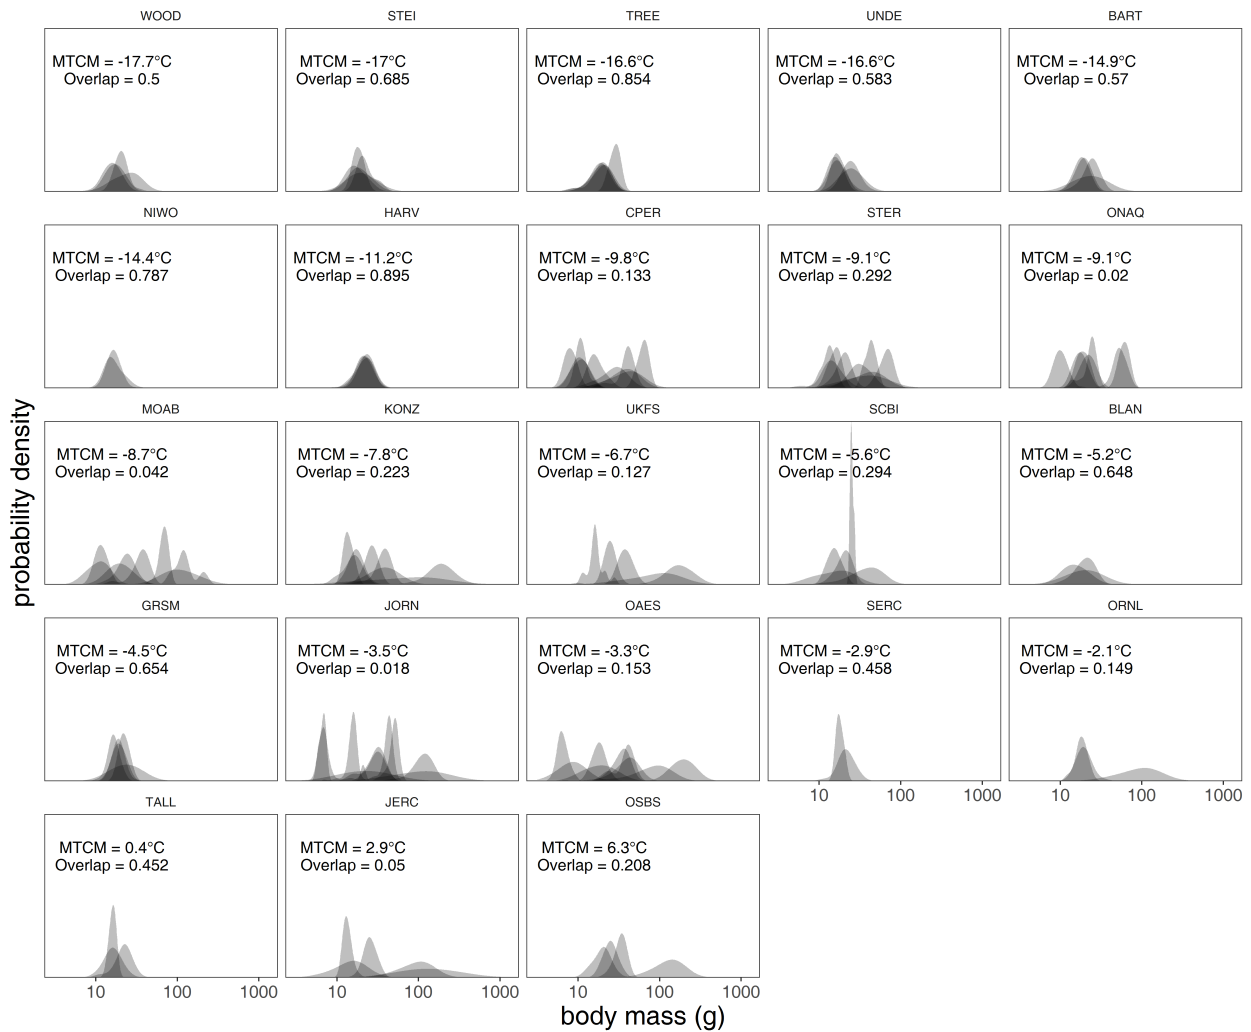 WOOD STEI TREE UNDE BART
MTCM = -17.7°C MTCM = -17°C MTCM = -16.6°C MTCM = -16.6°C MTCM = -14.9°C
Overlap = 0.5 Overlap = 0.685 Overlap = 0.854 Overlap = 0.583 Overlap = 0.57
NIWO HARV CPER STER ONAQ
MTCM = -14.4°C MTCM = -11.2°C MTCM = -9.8°C MTCM = -9.1°C MTCM = -9.1°C
Overlap = 0.787 Overlap = 0.895 Overlap = 0.133 Overlap = 0.292 Overlap = 0.02
MOAB KONZ UKFS SCBI BLAN
MTCM = -8.7°C MTCM = -7.8°C MTCM = -6.7°C MTCM = -5.6°C MTCM = -5.2°C
Overlap = 0.042 Overlap = 0.223 Overlap = 0.127 Overlap = 0.294 Overlap = 0.648
probability density
GRSM JORN OAES SERC ORNL
MTCM = -4.5°C MTCM = -3.5°C MTCM = -3.3°C MTCM = -2.9°C MTCM = -2.1°C
Overlap = 0.654 Overlap = 0.018 Overlap = 0.153 Overlap = 0.458 Overlap = 0.149
10 100 1000 10 100 1000
TALL JERC OSBS
MTCM = 0.4°C MTCM = 2.9°C MTCM = 6.3°C
Overlap = 0.452 Overlap = 0.05 Overlap = 0.208
10 100 1000 10 100 1000 10 100 1000
body mass (g)